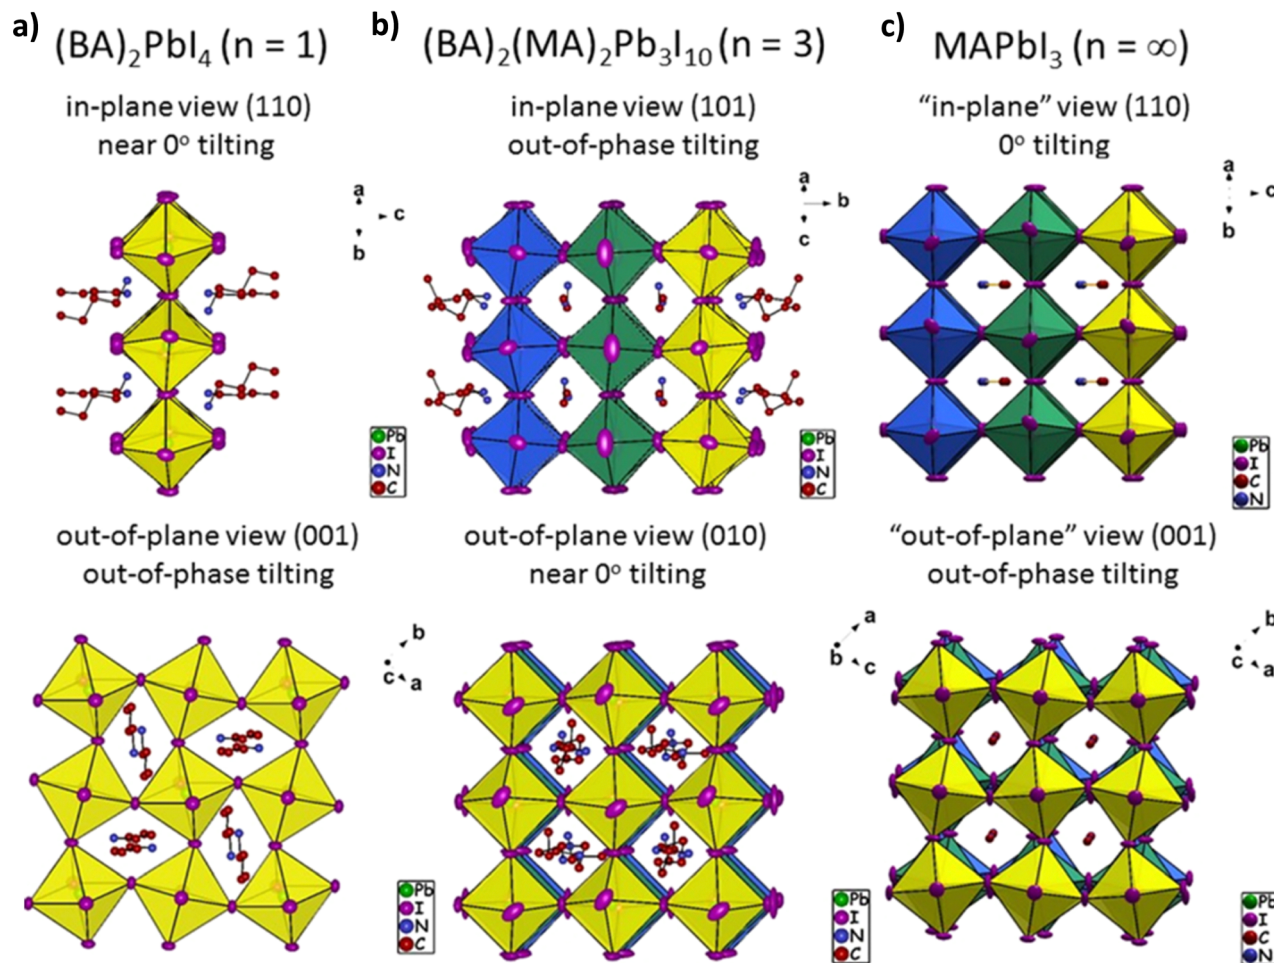 a)
(BA)₂PbI₄ (n = 1)
in-plane view (110)
near 0° tilting
a
c
b
Pb
I
N
C
out-of-plane view (001)
out-of-phase tilting
b
c
a
Pb
I
N
C
b)
(BA)₂(MA)₂Pb₃I₁₀ (n = 3)
in-plane view (101)
out-of-phase tilting
a
b
c
Pb
I
N
C
out-of-plane view (010)
near 0° tilting
a
b
c
Pb
I
N
C
c)
MAPbI₃ (n = ∞)
“in-plane” view (110)
0° tilting
a
c
b
Pb
I
C
N
“out-of-plane” view (001)
out-of-phase tilting
b
c
a
Pb
I
C
N